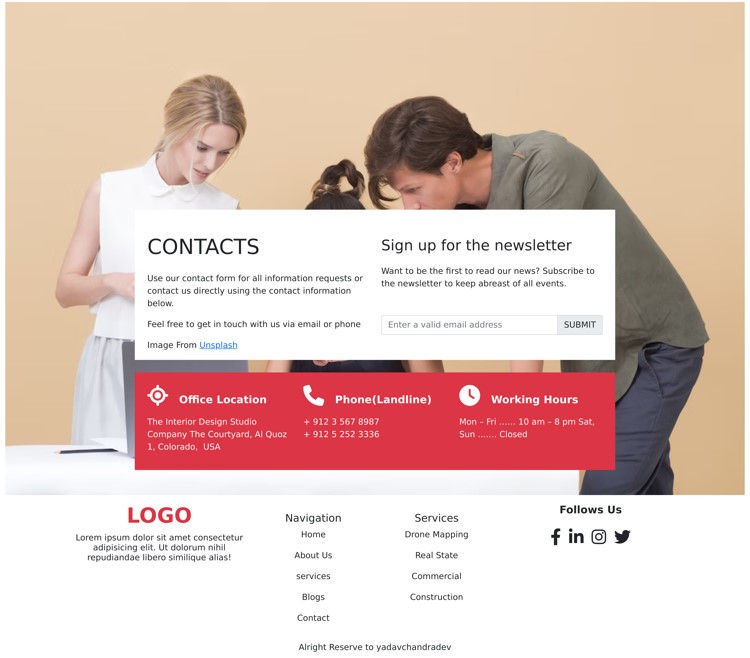 CONTACTS
Use our contact form for all information requests or
contact us directly using the contact information
below.
Feel free to get in touch with us via email or phone
Image From Unsplash
Sign up for the newsletter
Want to be the first to read our news? Subscribe to
the newsletter to keep abreast of all events.
Enter a valid email address
SUBMIT
Office Location
The Interior Design Studio
Company The Courtyard, Al Quoz
1, Colorado, USA
Phone(Landline)
+ 912 3 567 8987
+ 912 5 252 3336
Working Hours
Mon – Fri ...... 10 am – 8 pm Sat,
Sun ....... Closed
LOGO
Lorem ipsum dolor sit amet consectetur
adipisicing elit. Ut dolorum nihil
repudiandae libero similique alias!
Navigation
Home
About Us
services
Blogs
Contact
Services
Drone Mapping
Real State
Commercial
Construction
Follows Us
Alright Reserve to yadavchandradev